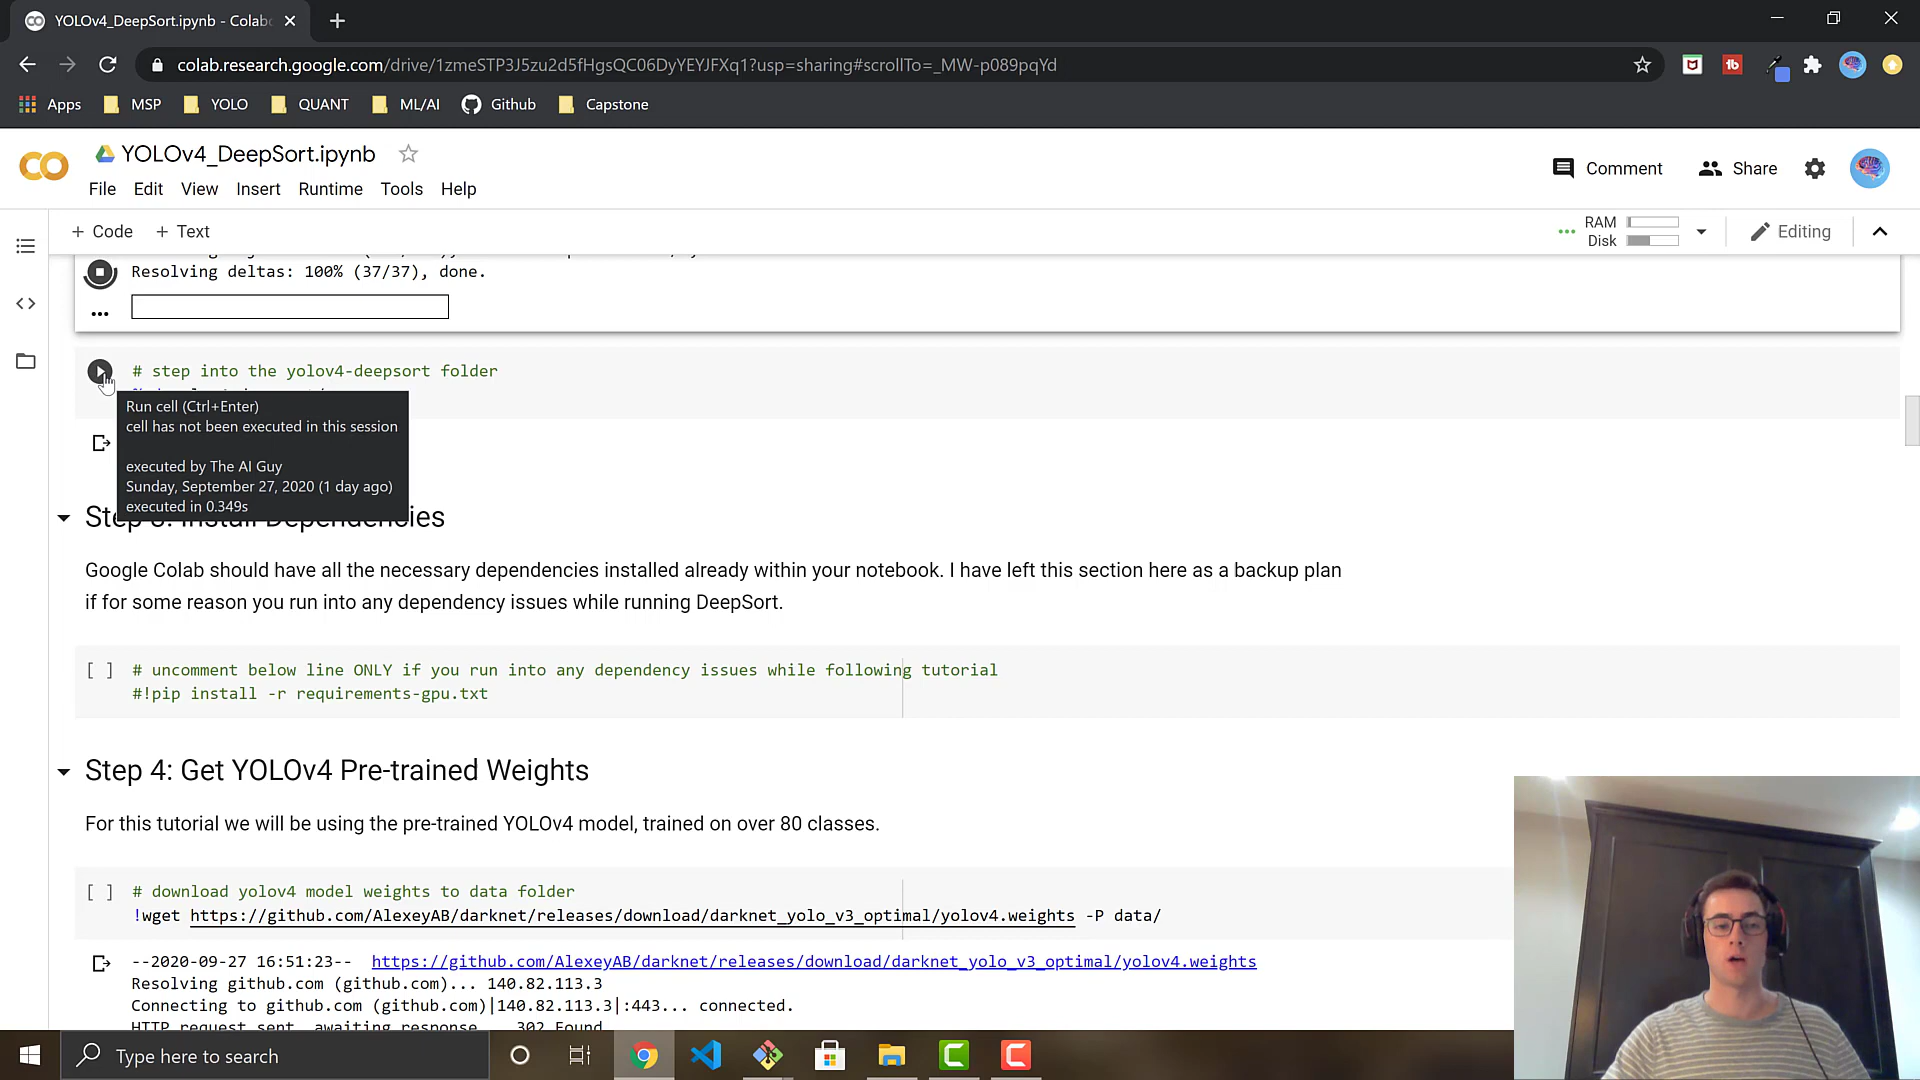 YOLOv4_DeepSort.ipynb - Colab
colab.research.google.com/drive/1zmeSTP3J5zu2d5fHgsQC06DyYEYJFXq1?usp=sharing#scrollTo=_MW-p089pqYd
Apps MSP YOLO QUANT ML/AI Github Capstone
YOLOv4_DeepSort.ipynb
Comment Share
File Edit View Insert Runtime Tools Help
+ Code + Text
RAM
Disk
Editing
Resolving deltas: 100% (37/37), done.
# step into the yolov4-deepsort folder
Run cell (Ctrl+Enter)
cell has not been executed in this session
executed by The AI Guy
Sunday, September 27, 2020 (1 day ago)
executed in 0.349s
Step 3: Install Dependencies
Google Colab should have all the necessary dependencies installed already within your notebook. I have left this section here as a backup plan
if for some reason you run into any dependency issues while running DeepSort.
[ ] # uncomment below line ONLY if you run into any dependency issues while following tutorial
#!pip install -r requirements-gpu.txt
Step 4: Get YOLOv4 Pre-trained Weights
For this tutorial we will be using the pre-trained YOLOv4 model, trained on over 80 classes.
[ ] # download yolov4 model weights to data folder
!wget https://github.com/AlexeyAB/darknet/releases/download/darknet_yolo_v3_optimal/yolov4.weights -P data/
--2020-09-27 16:51:23-- https://github.com/AlexeyAB/darknet/releases/download/darknet_yolo_v3_optimal/yolov4.weights
Resolving github.com (github.com)... 140.82.113.3
Connecting to github.com (github.com)|140.82.113.3|:443... connected.
HTTP request sent, awaiting response... 302 Found
Type here to search